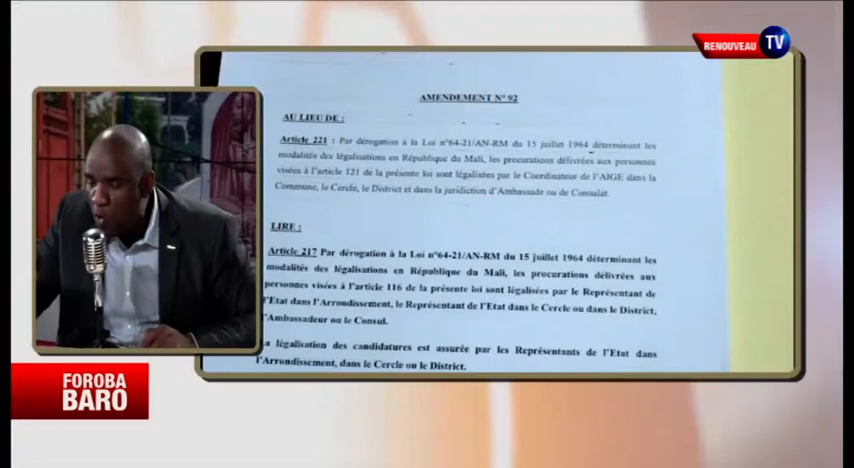 RENOUVEAU TV
AMENDEMENT N° 92
AU LIEU DE :
Article 221 : Par dérogation à la Loi n°64-21/AN-RM du 15 juillet 1964 déterminant les
modalités des légalisations en République du Mali, les procurations délivrées aux personnes
visées à l'article 121 de la présente loi sont légalisées par le Coordinateur de l'AIGE dans la
Commune, le Cercle, le District et dans la juridiction d'Ambassade ou de Consulat.
LIRE :
Article 217 Par dérogation à la Loi n°64-21/AN-RM du 15 juillet 1964 déterminant les
modalités des légalisations en République du Mali, les procurations délivrées aux
personnes visées à l'article 116 de la présente loi sont légalisées par le Représentant de
l'Etat dans l'Arrondissement, le Représentant de l'Etat dans le Cercle ou dans le District,
l'Ambassadeur ou le Consul.
a légalisation des candidatures est assurée par les Représentants de l'Etat dans
l'Arrondissement, dans le Cercle ou le District.
FOROBA
BARO